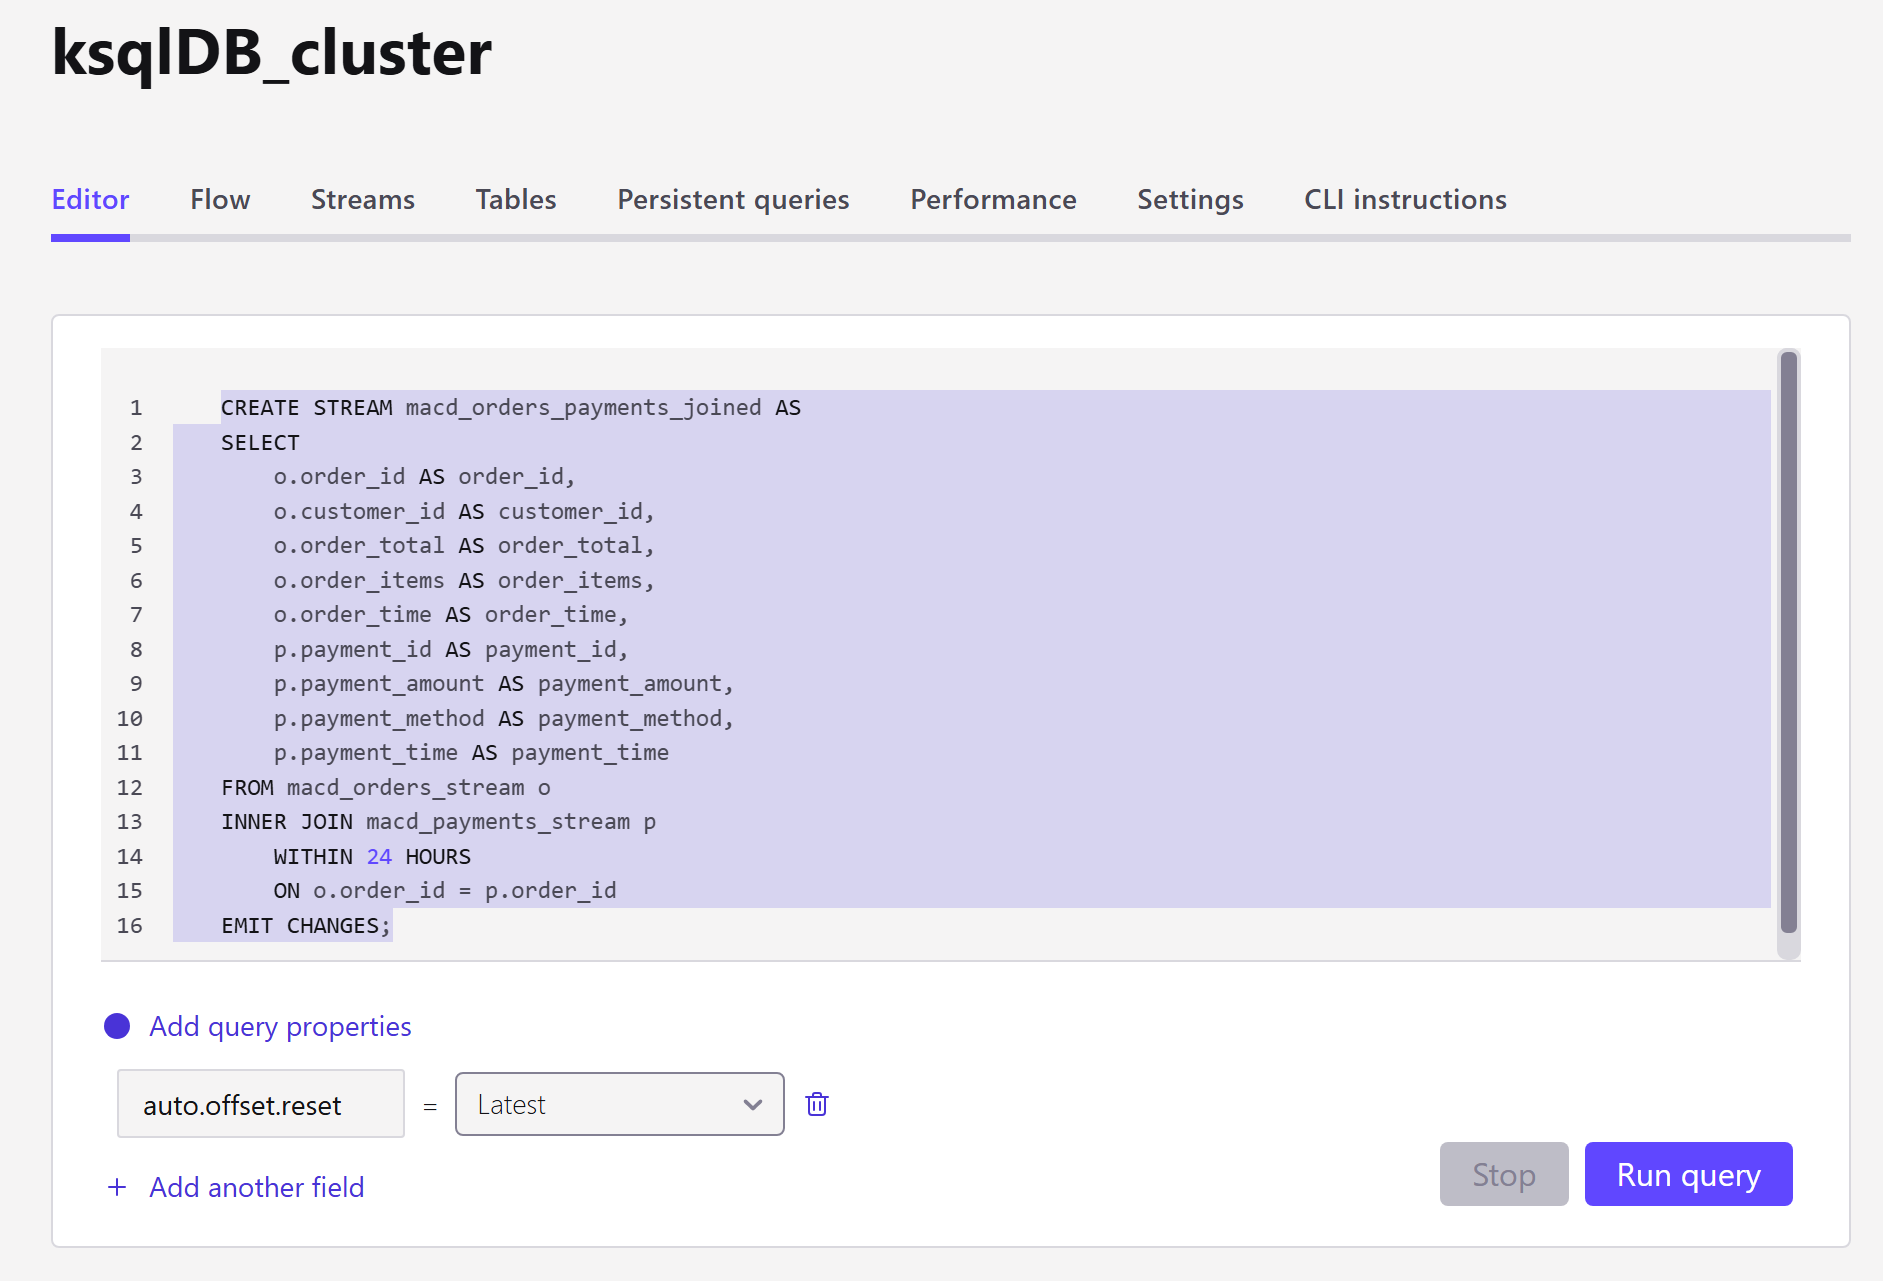 ksqlDB_cluster
Editor Flow Streams Tables Persistent queries Performance Settings CLI instructions
1 CREATE STREAM macd_orders_payments_joined AS
2 SELECT
3 o.order_id AS order_id,
4 o.customer_id AS customer_id,
5 o.order_total AS order_total,
6 o.order_items AS order_items,
7 o.order_time AS order_time,
8 p.payment_id AS payment_id,
9 p.payment_amount AS payment_amount,
10 p.payment_method AS payment_method,
11 p.payment_time AS payment_time
12 FROM macd_orders_stream o
13 INNER JOIN macd_payments_stream p
14 WITHIN 24 HOURS
15 ON o.order_id = p.order_id
16 EMIT CHANGES;
Add query properties
auto.offset.reset = Latest
+ Add another field
Stop Run query